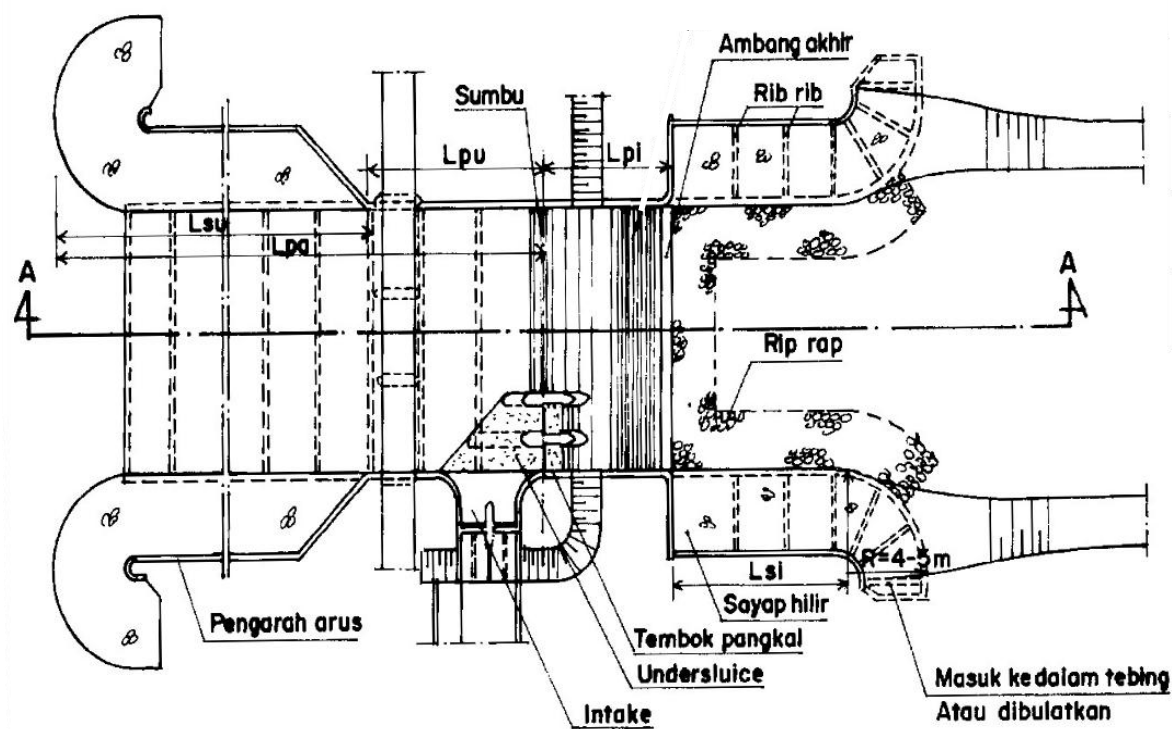 Ambang akhir
Sumbu
Rib rib
Lpu
Lpi
Lsu
Lpa
A
A
Rip rap
R=4-5m
Lsi
Sayap hilir
Pengarah arus
Tembok pangkal
Undersluice
Intake
Masuk kedalam tebing
Atau dibulatkan